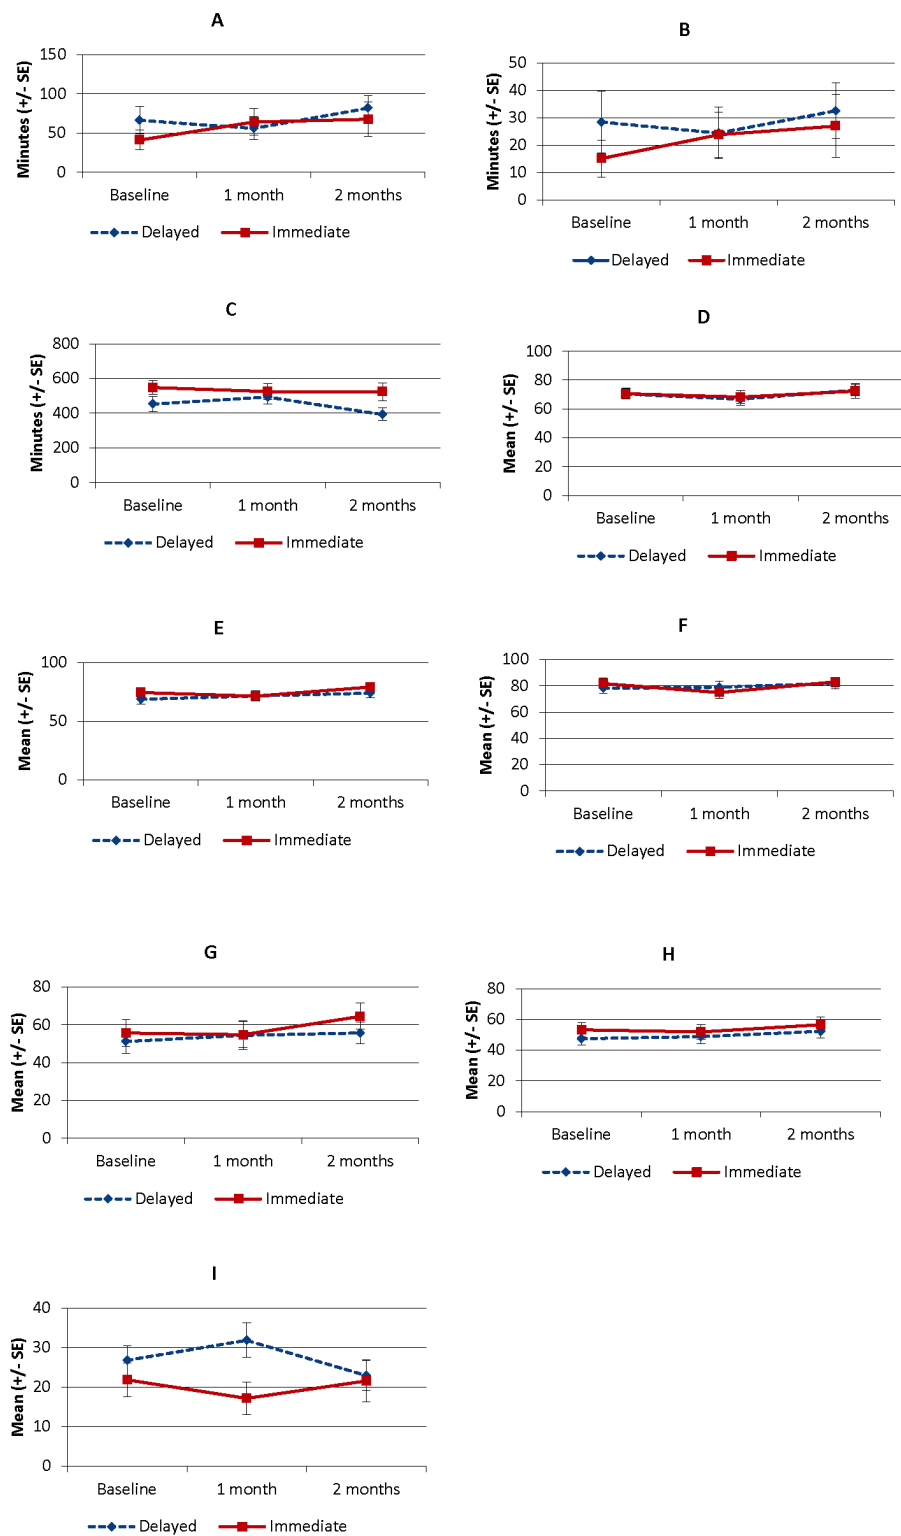 A
Minutes (+/- SE)
150
100
50
0
Baseline 1 month 2 months
Delayed Immediate
B
Minutes (+/- SE)
50
40
30
20
10
0
Baseline 1 month 2 months
Delayed Immediate
C
Minutes (+/- SE)
800
600
400
200
0
Baseline 1 month 2 months
Delayed Immediate
D
Mean (+/- SE)
100
80
60
40
20
0
Baseline 1 month 2 months
Delayed Immediate
E
Mean (+/- SE)
100
50
0
Baseline 1 month 2 months
Delayed Immediate
F
Mean (+/- SE)
100
80
60
40
20
0
Baseline 1 month 2 months
Delayed Immediate
G
Mean (+/- SE)
80
60
40
20
0
Baseline 1 month 2 months
Delayed Immediate
H
Mean (+/- SE)
80
60
40
20
0
Baseline 1 month 2 months
Delayed Immediate
I
Mean (+/- SE)
40
30
20
10
0
Baseline 1 month 2 months
Delayed Immediate